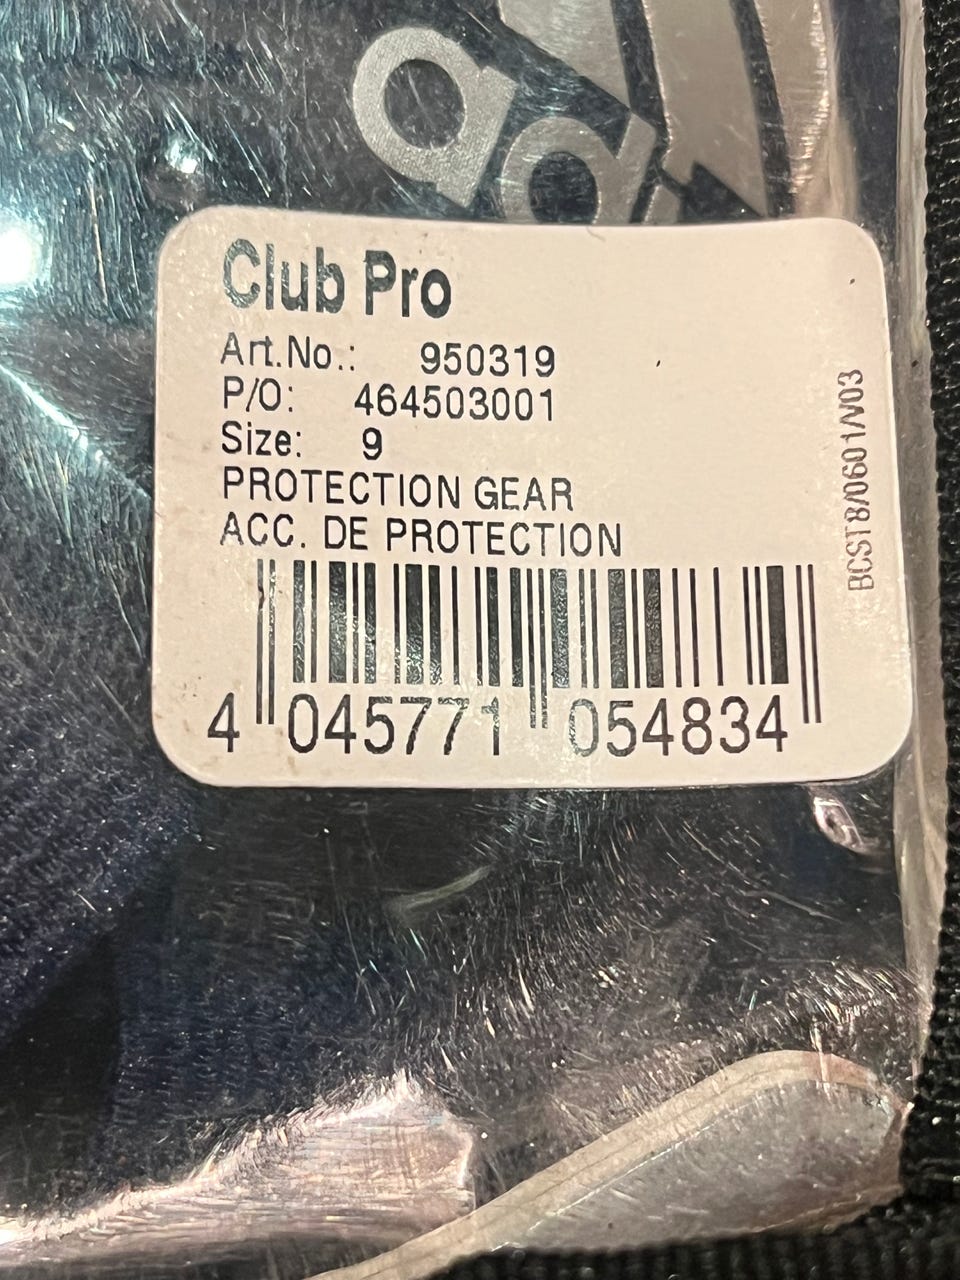 ad
Club Pro
Art.No.: 950319
P/O: 464503001
Size: 9
PROTECTION GEAR
ACC. DE PROTECTION
4 045771 054834
BCST8/0601/V03